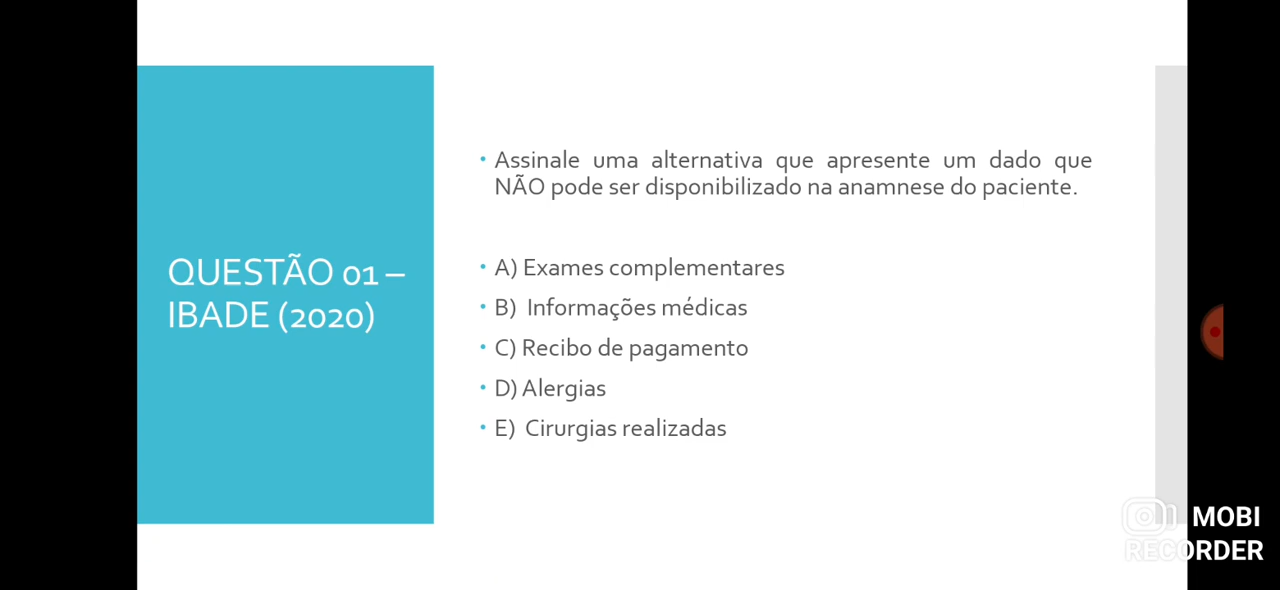 QUESTÃO 01 –
IBADE (2020)
• Assinale uma alternativa que apresente um dado que
NÃO pode ser disponibilizado na anamnese do paciente.
• A) Exames complementares
• B) Informações médicas
• C) Recibo de pagamento
• D) Alergias
• E) Cirurgias realizadas
MOBI
RECORDER